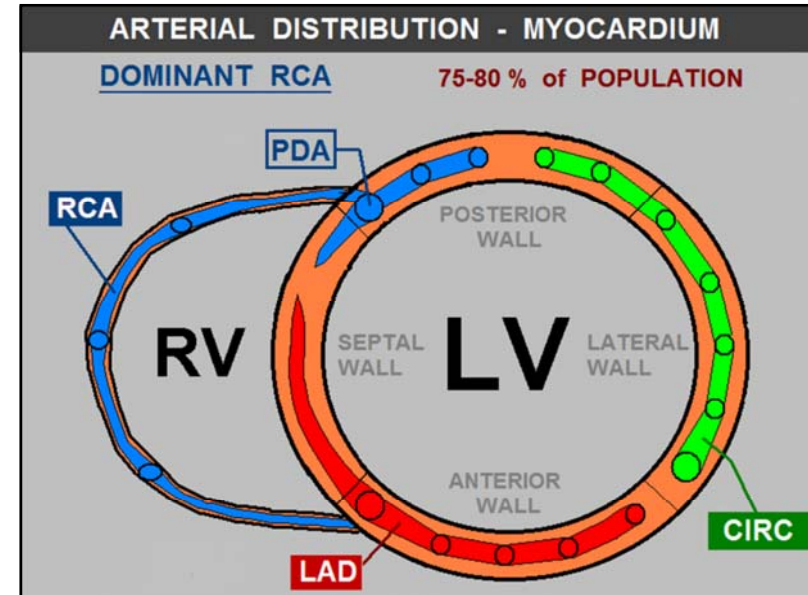 ARTERIAL DISTRIBUTION - MYOCARDIUM
DOMINANT RCA
75-80 % of POPULATION
PDA
RCA
POSTERIOR
WALL
RV
SEPTAL
WALL
LV
LATERAL
WALL
ANTERIOR
WALL
CIRC
LAD